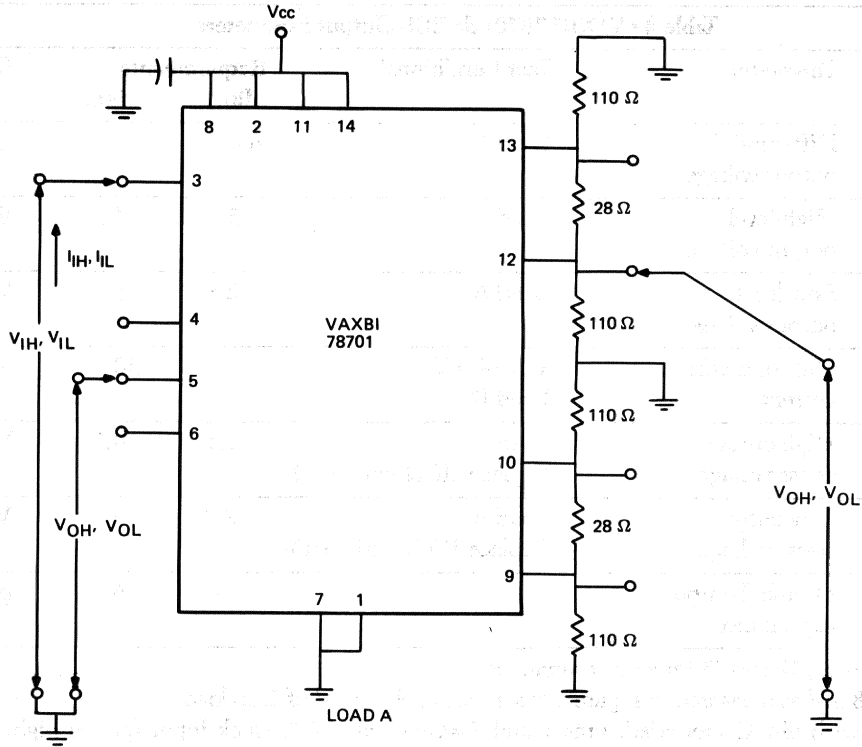 Vcc
110 Ω
8 2 11 14
13
3
28 Ω
IIH, IIL
12
4
VAXBI
78701
110 Ω
VIH, VIL
5
110 Ω
6
10
VOH, VOL
VOH, VOL
28 Ω
9
7 1
110 Ω
LOAD A